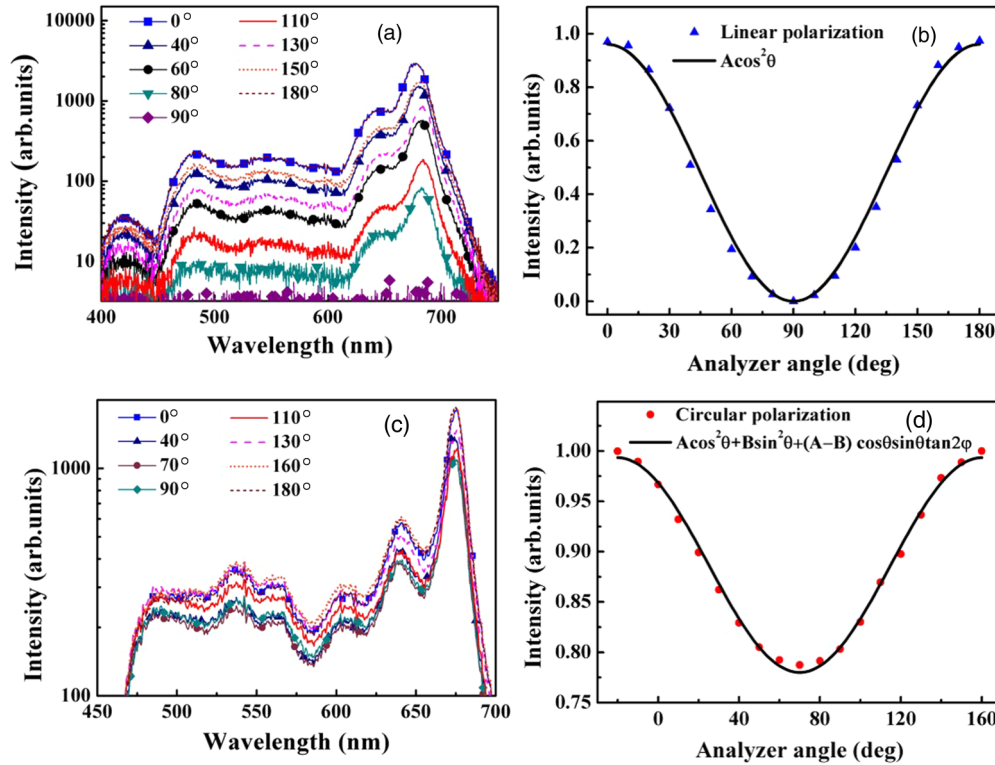 (a)
0°
40°
60°
80°
90°
110°
130°
150°
180°
10000
1000
100
10
400 500 600 700
Wavelength (nm)
Intensity (arb.units)
(b)
Linear polarization
Acos²θ
1.0
0.8
0.6
0.4
0.2
0.0
0 30 60 90 120 150 180
Analyzer angle (deg)
Intensity (arb.units)
(c)
0°
40°
70°
90°
110°
130°
160°
180°
1000
100
450 500 550 600 650 700
Wavelength (nm)
Intensity (arb.units)
(d)
Circular polarization
Acos²θ+Bsin²θ+(A−B) cosθsinθtan2φ
1.00
0.95
0.90
0.85
0.80
0.75
0 40 80 120 160
Analyzer angle (deg)
Intensity (arb.units)